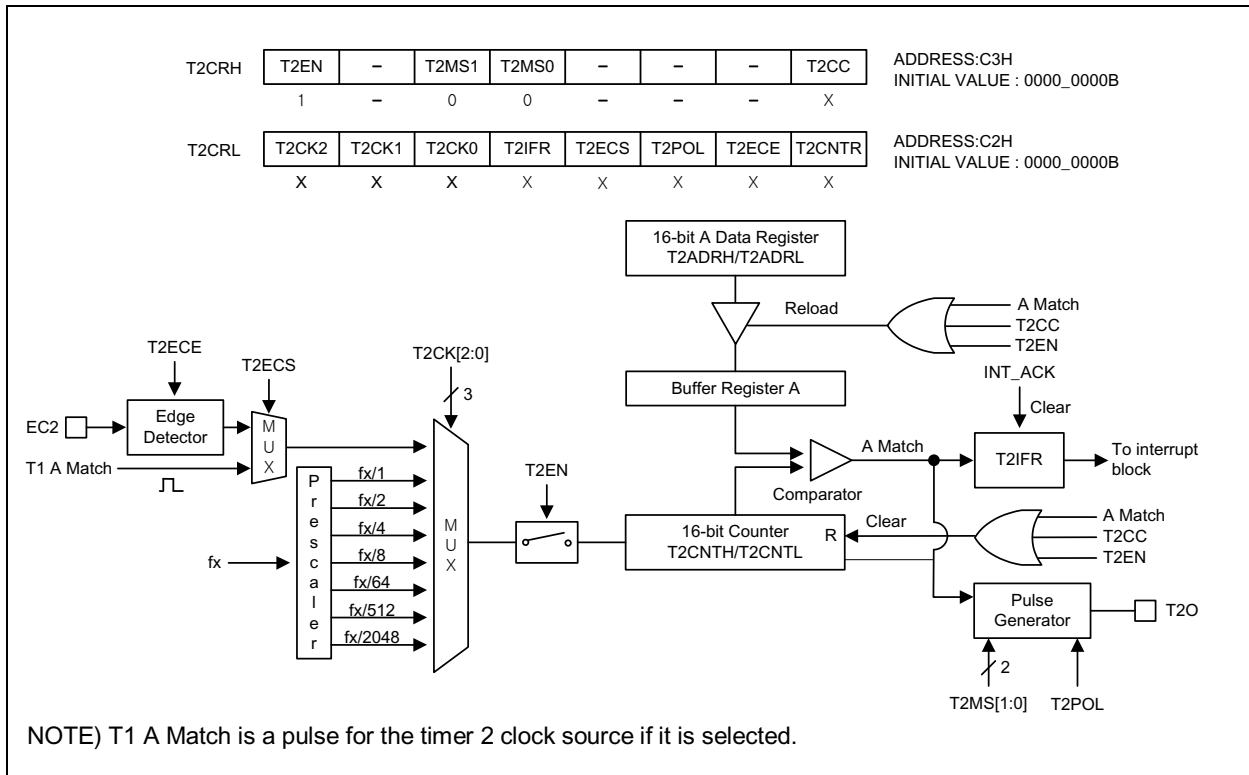 T2CRH T2EN – T2MS1 T2MS0 – – – T2CC ADDRESS:C3H
INITIAL VALUE : 0000_0000B
1 – 0 0 – – – X
T2CRL T2CK2 T2CK1 T2CK0 T2IFR T2ECS T2POL T2ECE T2CNTR ADDRESS:C2H
INITIAL VALUE : 0000_0000B
X X X X X X X X
16-bit A Data Register
T2ADRH/T2ADRL
Reload
A Match
T2CC
T2EN
T2ECE
T2ECS
T2CK[2:0]
3
Buffer Register A
INT_ACK
Clear
EC2
Edge
Detector
MUX
T1 A Match
Prescaler
fx/1
fx/2
fx/4
fx/8
fx/64
fx/512
fx/2048
fx
MUX
T2EN
Comparator
A Match
T2IFR
To interrupt
block
16-bit Counter
T2CNTH/T2CNTL
R
Clear
A Match
T2CC
T2EN
Pulse
Generator
T2O
2
T2MS[1:0]
T2POL
NOTE) T1 A Match is a pulse for the timer 2 clock source if it is selected.